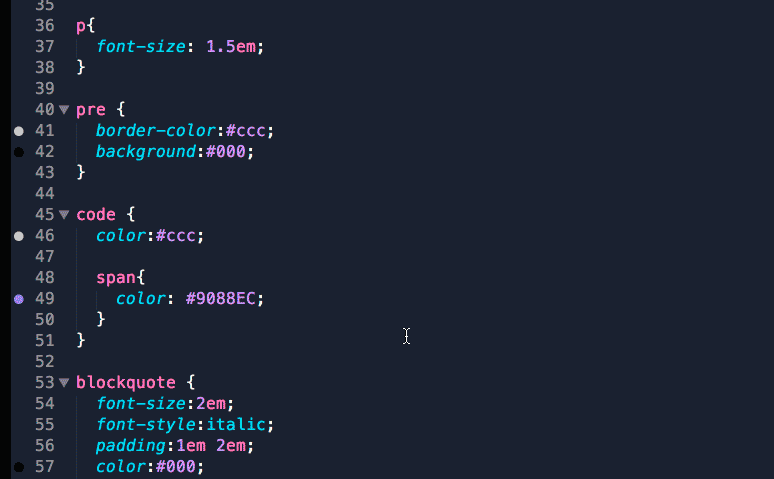 35
36 p{
37 font-size: 1.5em;
38 }
39
40 pre {
41 border-color:#ccc;
42 background:#000;
43 }
44
45 code {
46 color:#ccc;
47
48 span{
49 color: #9088EC;
50 }
51 }
52
53 blockquote {
54 font-size:2em;
55 font-style:italic;
56 padding:1em 2em;
57 color:#000;